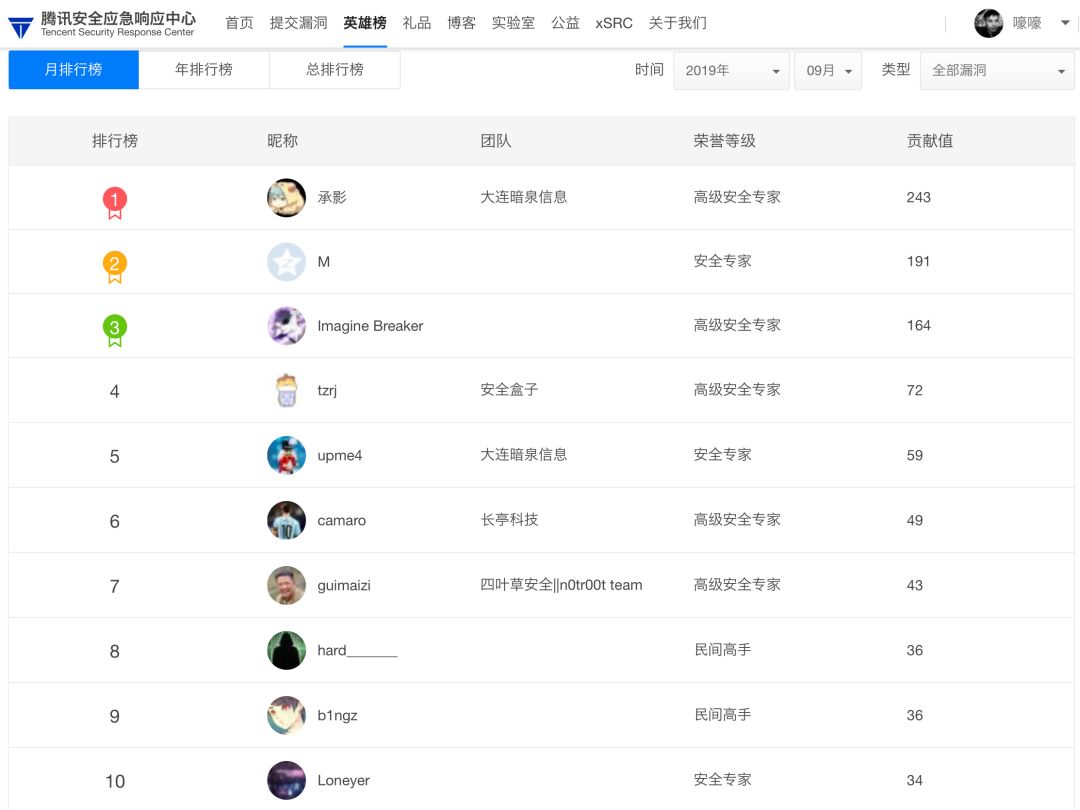 腾讯安全应急响应中心
Tencent Security Response Center
首页 提交漏洞 英雄榜 礼品 博客 实验室 公益 xSRC 关于我们 嚎嚎
月排行榜 年排行榜 总排行榜 时间 2019年 09月 类型 全部漏洞
排行榜 昵称 团队 荣誉等级 贡献值
1 承影 大连暗泉信息 高级安全专家 243
2 M 安全专家 191
3 Imagine Breaker 高级安全专家 164
4 tzrj 安全盒子 高级安全专家 72
5 upme4 大连暗泉信息 安全专家 59
6 camaro 长亭科技 高级安全专家 49
7 guimaizi 四叶草安全||n0tr00t team 高级安全专家 43
8 hard_______ 民间高手 36
9 b1ngz 民间高手 36
10 Loneyer 安全专家 34